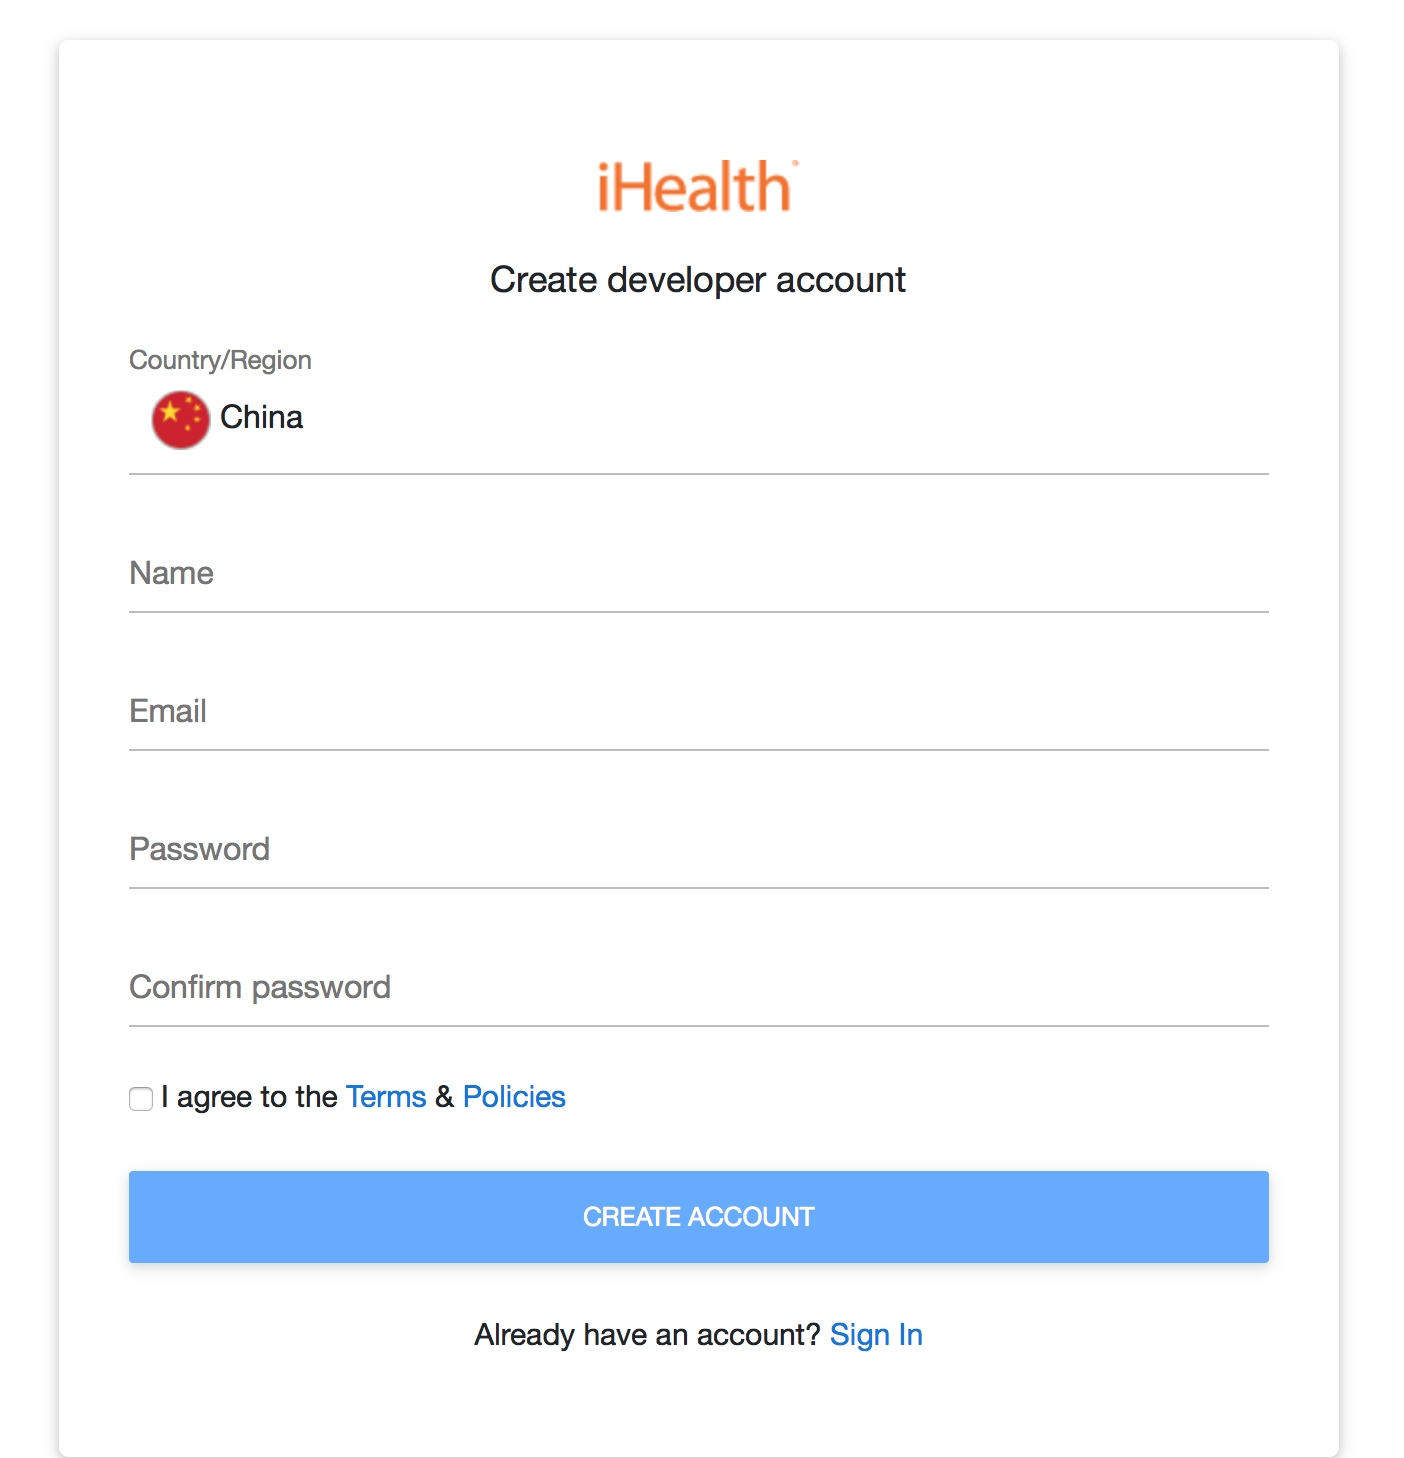 iHealth
Create developer account
Country/Region
China
Name
Email
Password
Confirm password
I agree to the Terms & Policies
CREATE ACCOUNT
Already have an account? Sign In